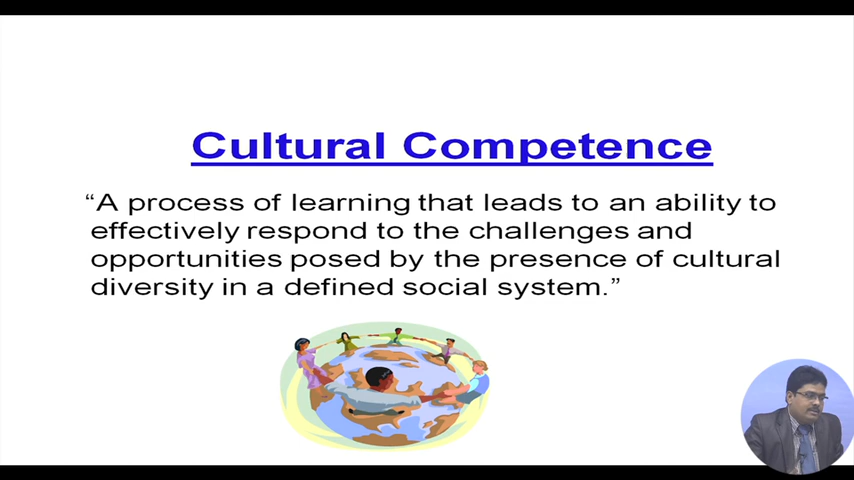 Cultural Competence
“A process of learning that leads to an ability to
effectively respond to the challenges and
opportunities posed by the presence of cultural
diversity in a defined social system.”